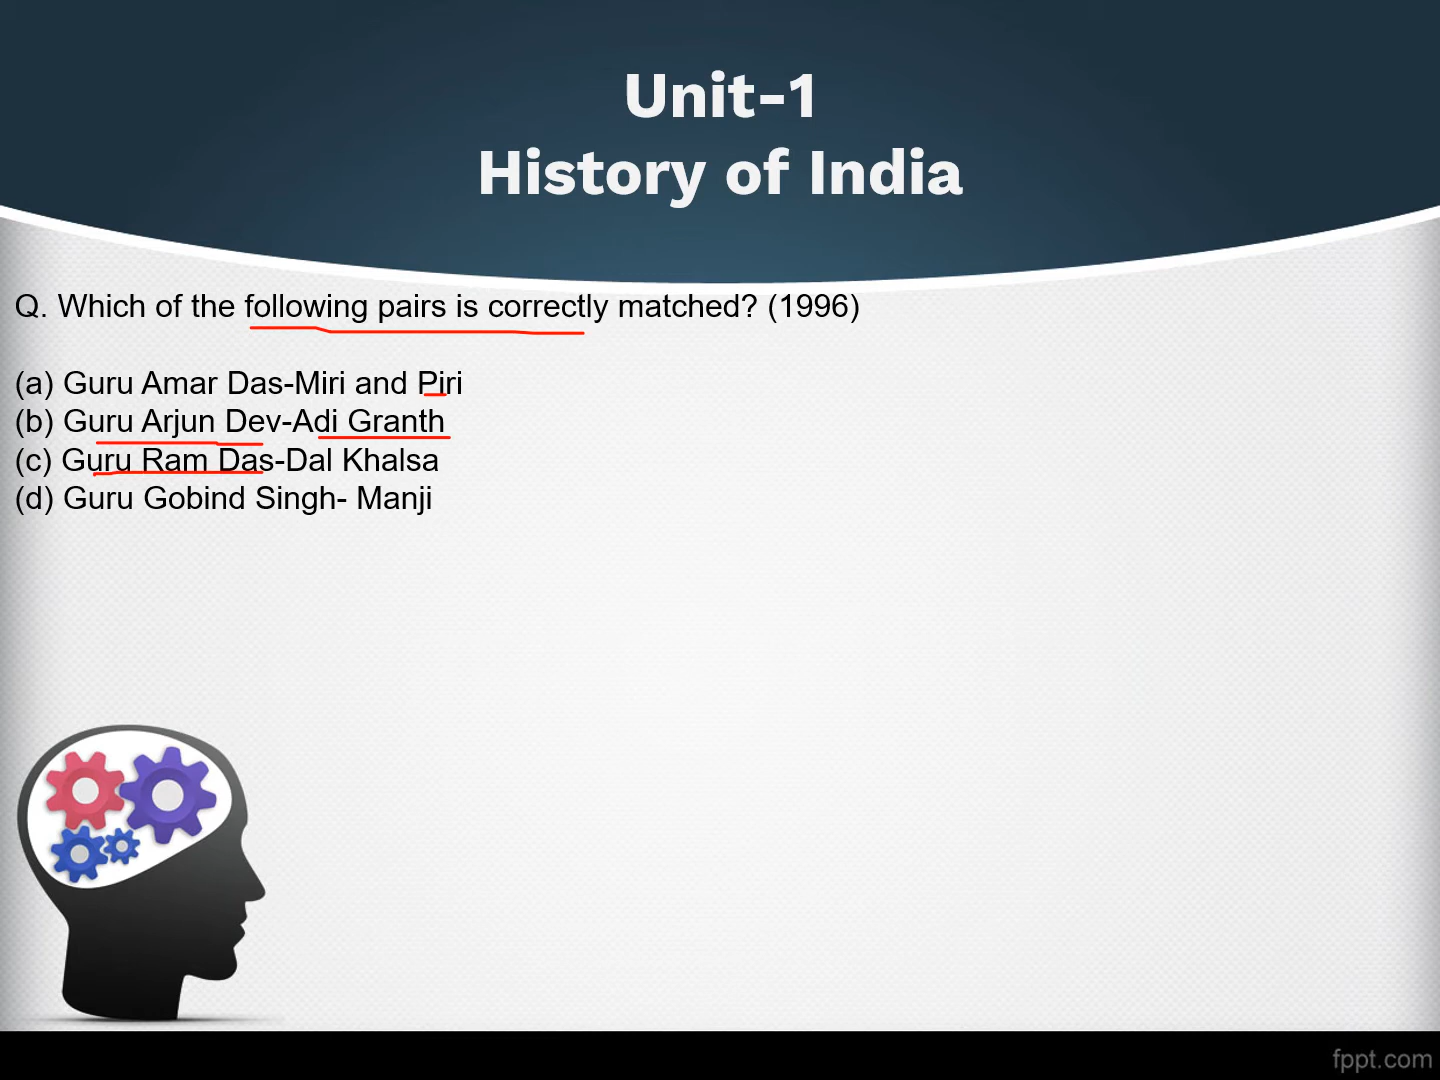 Unit-1
History of India
Q. Which of the following pairs is correctly matched? (1996)
(a) Guru Amar Das-Miri and Piri
(b) Guru Arjun Dev-Adi Granth
(c) Guru Ram Das-Dal Khalsa
(d) Guru Gobind Singh- Manji
fppt.com